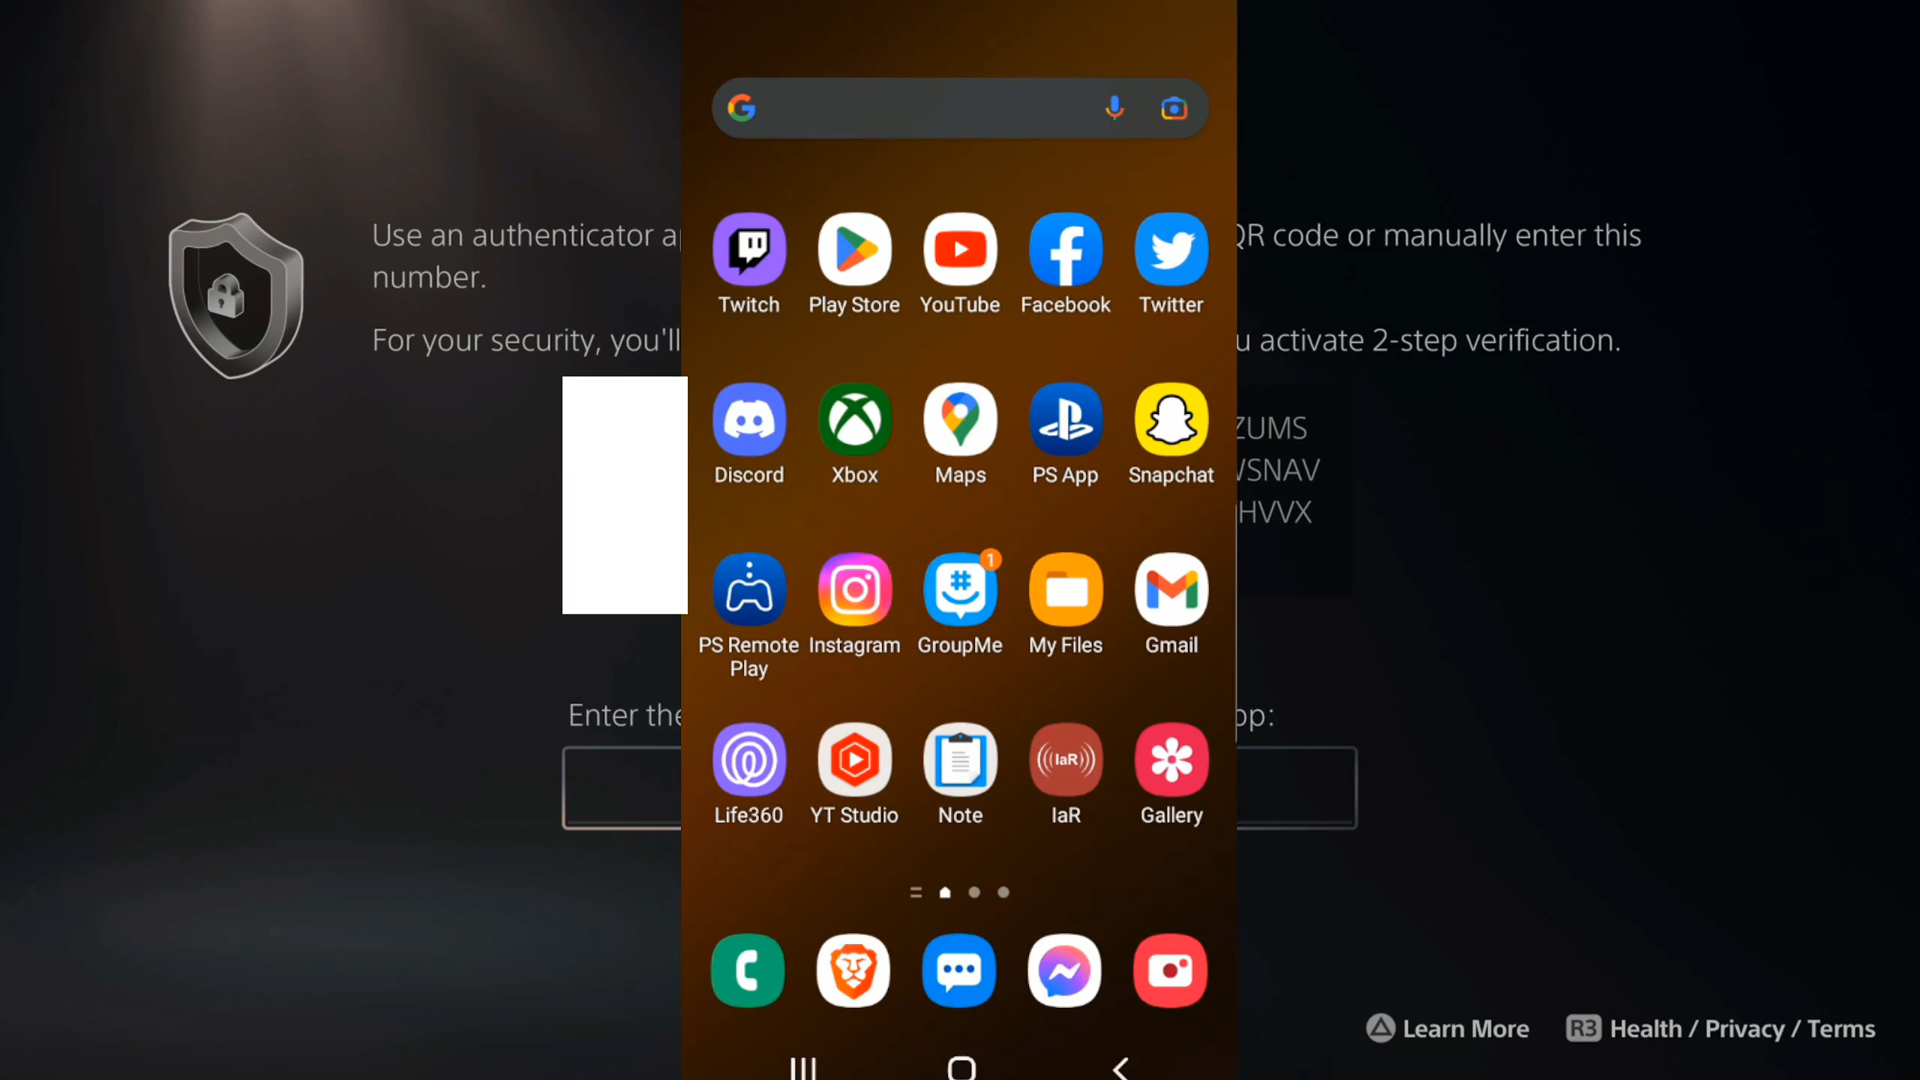 Use an authenticator
QR code or manually enter this
number.
For your security, you'll
activate 2-step verification.
ZUMS
SNAV
HVVX
Enter the
Twitch Play Store YouTube Facebook Twitter
Discord Xbox Maps PS App Snapchat
1
PS Remote Play Instagram GroupMe My Files Gmail
((IaR))
Life360 YT Studio Note IaR Gallery
R3
Learn More Health / Privacy / Terms